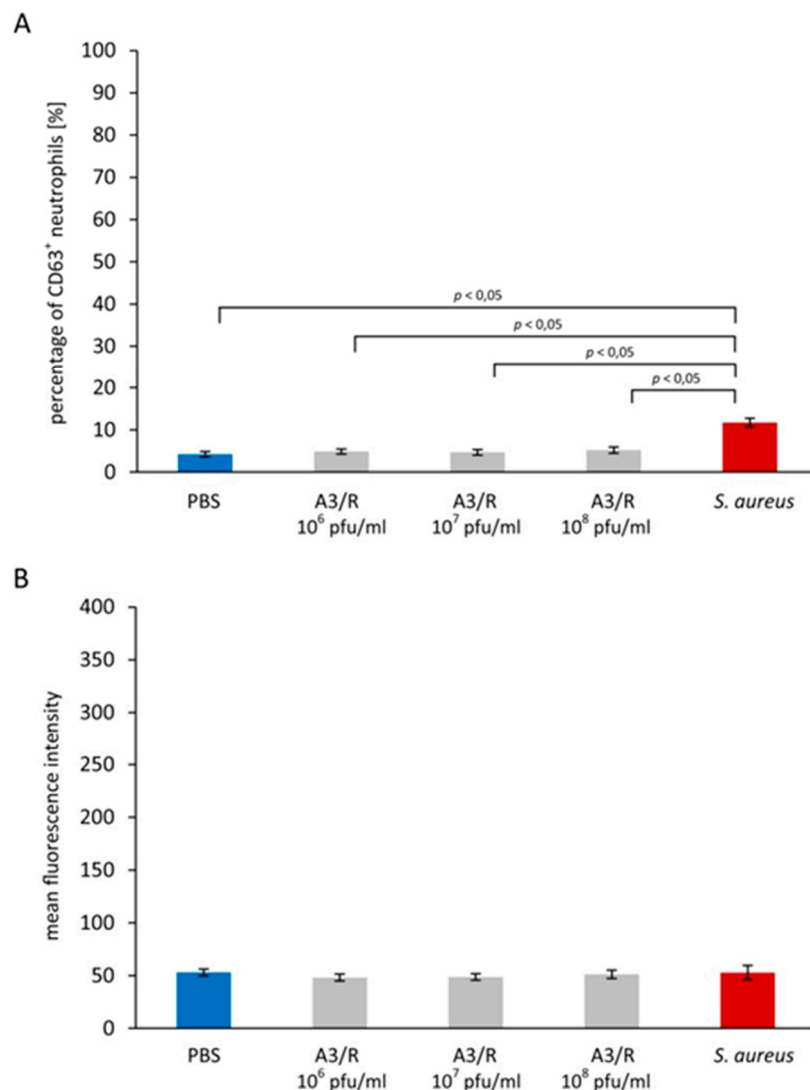 A
percentage of CD63⁺ neutrophils [%]
100
90
80
70
60
50
40
30
20
10
0
p < 0,05
p < 0,05
p < 0,05
p < 0,05
PBS
A3/R
10⁶ pfu/ml
A3/R
10⁷ pfu/ml
A3/R
10⁸ pfu/ml
S. aureus
B
mean fluorescence intensity
400
350
300
250
200
150
100
50
0
PBS
A3/R
10⁶ pfu/ml
A3/R
10⁷ pfu/ml
A3/R
10⁸ pfu/ml
S. aureus